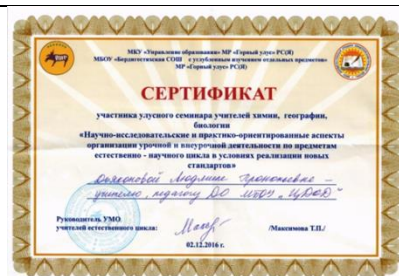 МКУ «Управление образования» МР «Горный улус» РС(Я)
МБОУ «Бердигестяхская СОШ с углубленным изучением отдельных предметов»
МР «Горный улус» РС(Я)
СЕРТИФИКАТ
участника улусного семинара учителей химии, географии,
биологии
«Научно-исследовательские и практико-ориентированные аспекты
организации урочной и внеурочной деятельности по предметам
естественно - научного цикла в условиях реализации новых
стандартов»
Дьяконовой Людмиле –
учителю, педагогу ДО МБОУ "ЦДОД"
Руководитель УМО
учителей естественного цикла: /Максимова Т.П./
02.12.2016 г.